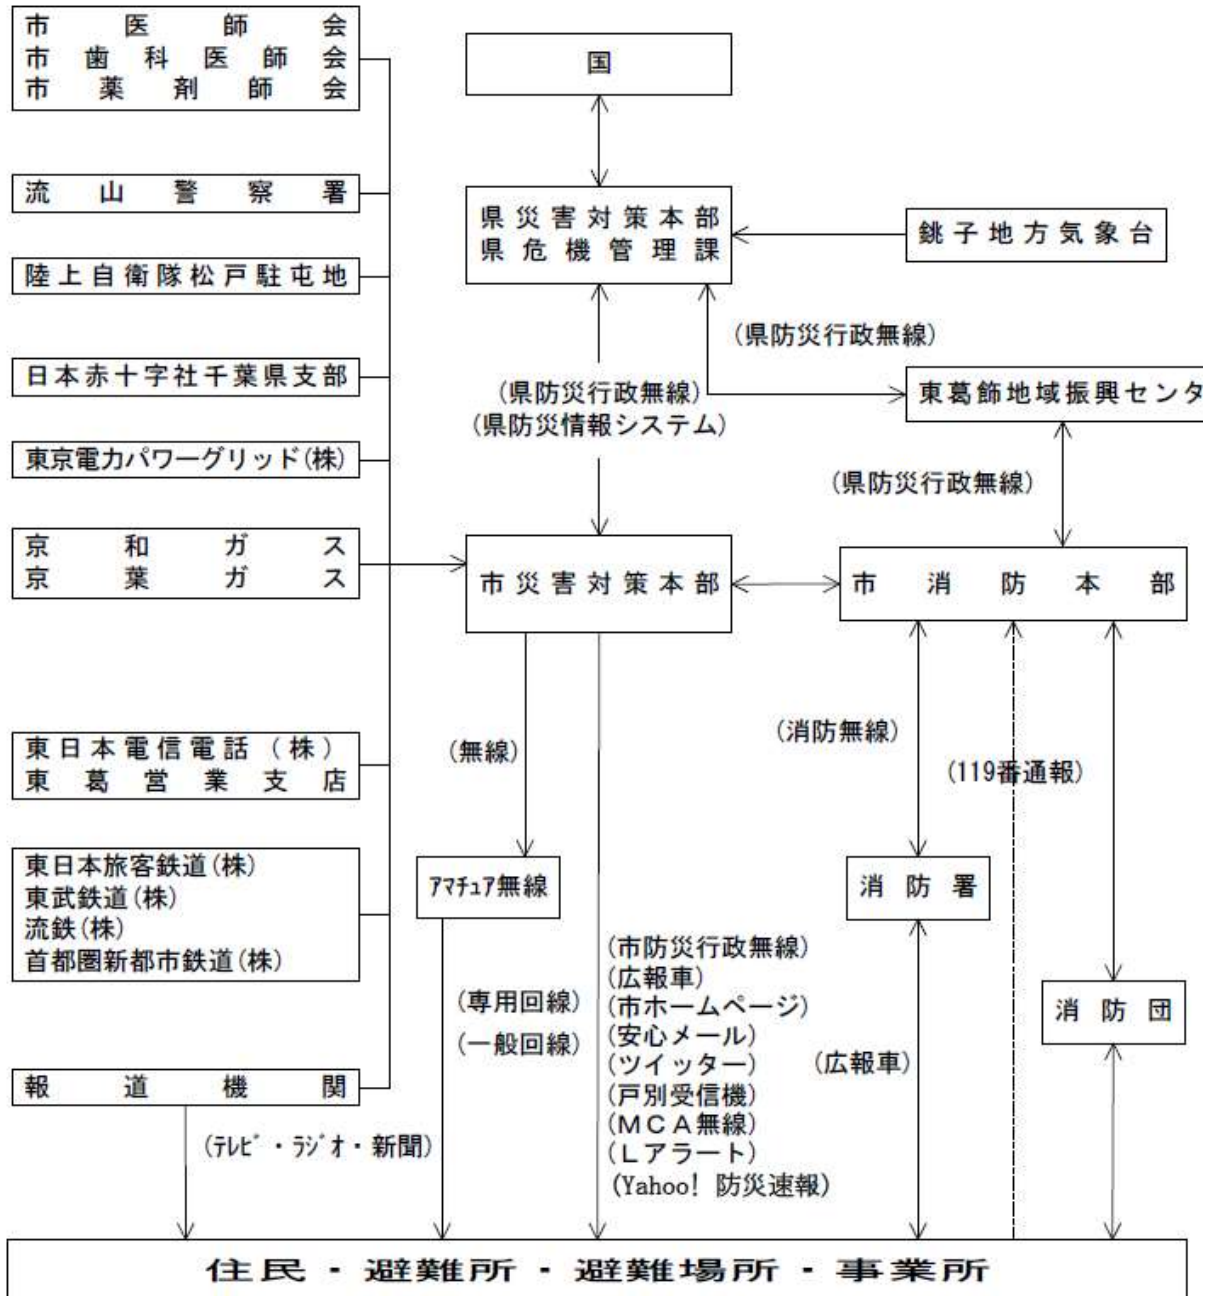 市医師会
市歯科医師会
市薬剤師会
流山警察署
陸上自衛隊松戸駐屯地
日本赤十字社千葉県支部
東京電力パワーグリッド(株)
京和ガス
京葉ガス
東日本電信電話(株)
東葛営業支店
東日本旅客鉄道(株)
東武鉄道(株)
流鉄(株)
首都圏新都市鉄道(株)
報道機関
(ﾃﾚﾋﾞ・ﾗｼﾞｵ・新聞)
国
県災害対策本部
県危機管理課
銚子地方気象台
(県防災行政無線)
東葛飾地域振興センタ
(県防災行政無線)
(県防災情報システム)
(県防災行政無線)
市災害対策本部
市消防本部
(無線)
(消防無線)
(119番通報)
ｱﾏﾁｭｱ無線
消防署
消防団
(専用回線)
(一般回線)
(市防災行政無線)
(広報車)
(市ホームページ)
(安心メール)
(ツイッター)
(戸別受信機)
(ＭＣＡ無線)
(Ｌアラート)
(Yahoo! 防災速報)
(広報車)
住民・避難所・避難場所・事業所